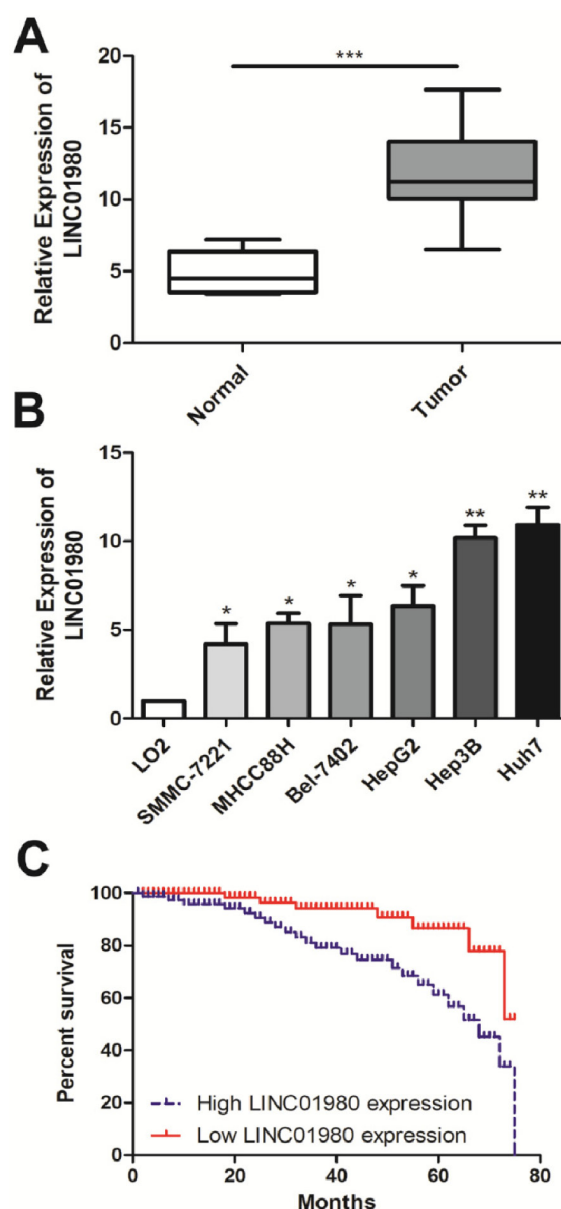 A
Relative Expression of
LINC01980
20
15
10
5
0
***
Normal
Tumor
B
Relative Expression of
LINC01980
15
10
5
0
*
*
*
*
**
**
LO2
SMMC-7221
MHCC88H
Bel-7402
HepG2
Hep3B
Huh7
C
Percent survival
100
80
60
40
20
0
High LINC01980 expression
Low LINC01980 expression
0
20
40
60
80
Months